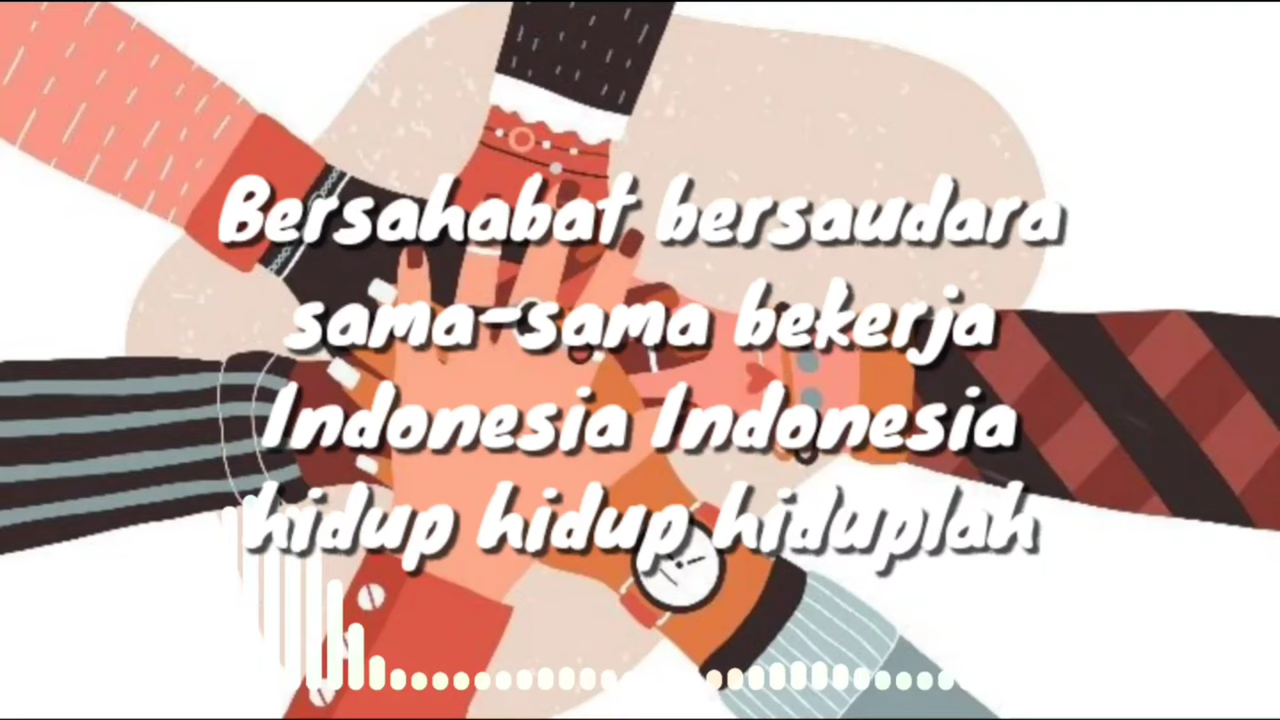 Bersahabat bersaudara
sama-sama bekerja
Indonesia Indonesia
hidup hidup hiduplah